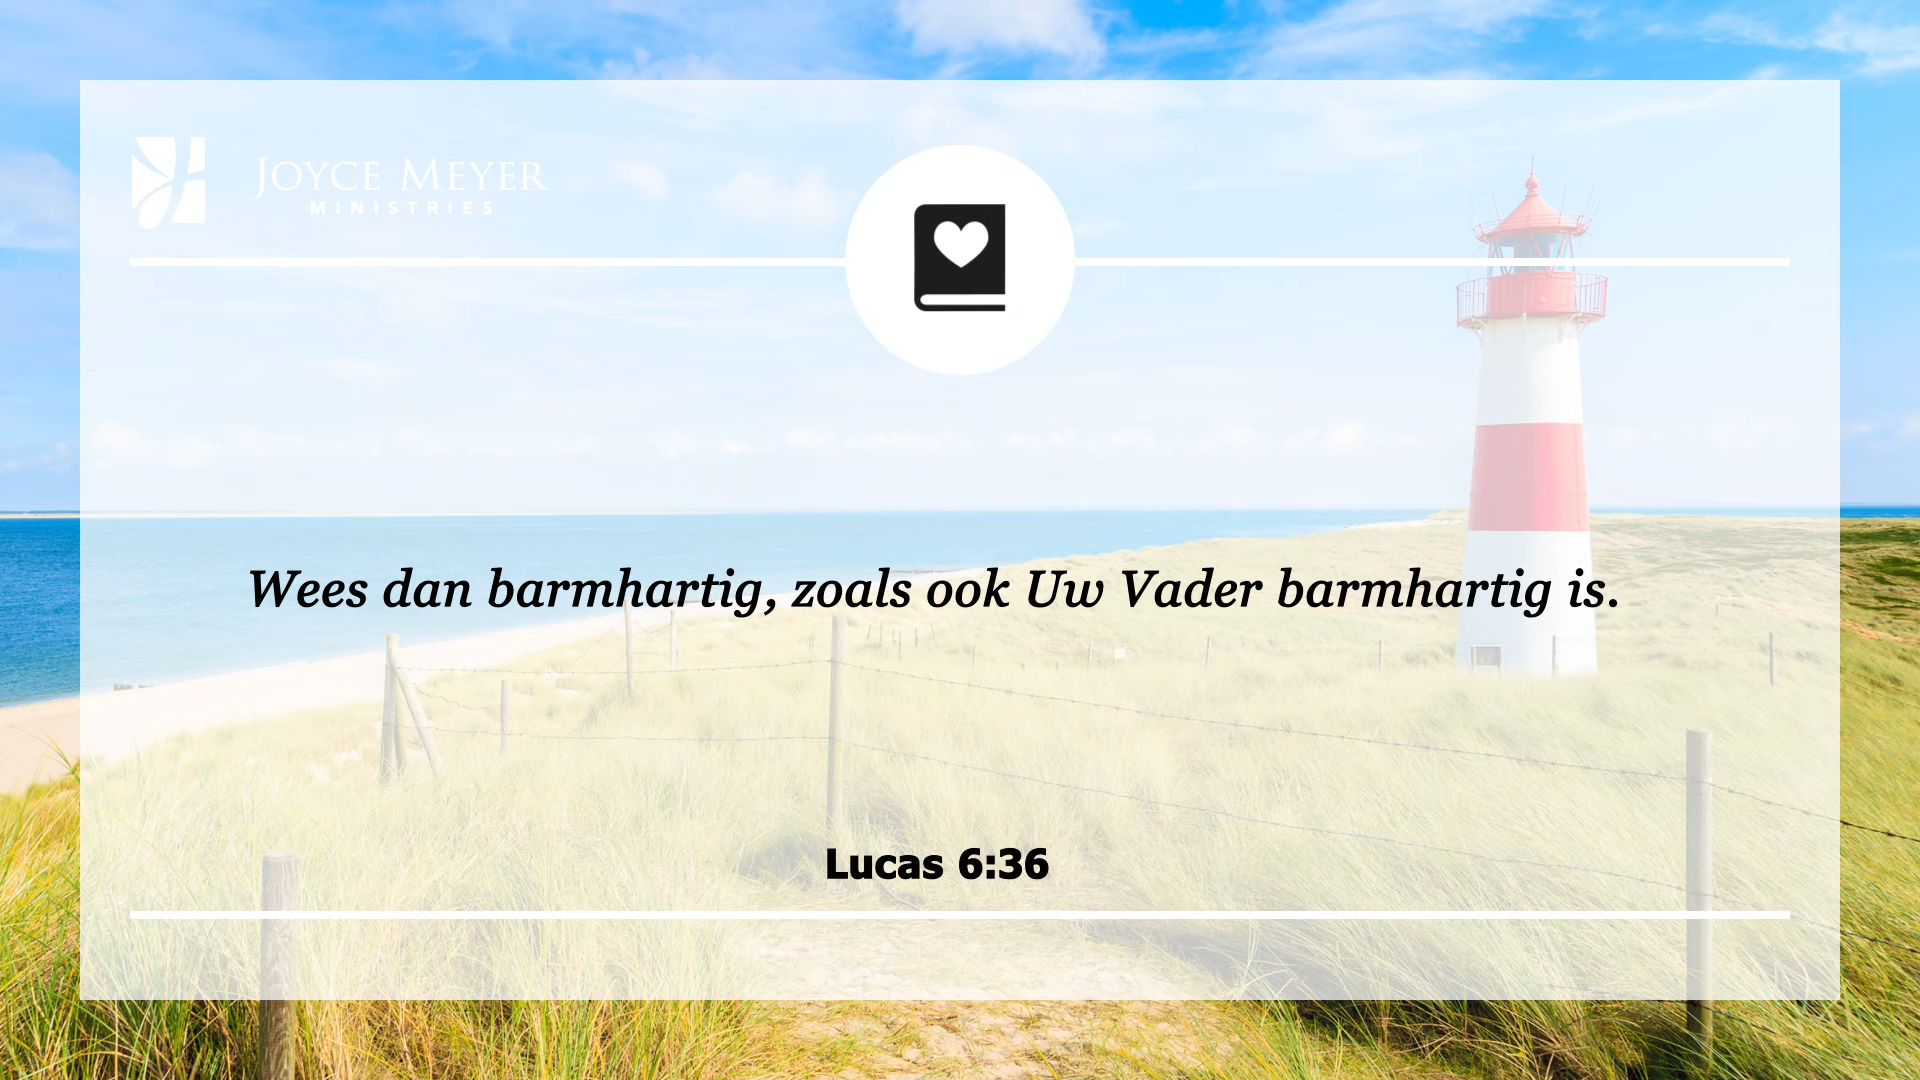 JOYCE MEYER
MINISTRIES
Wees dan barmhartig, zoals ook Uw Vader barmhartig is.
Lucas 6:36